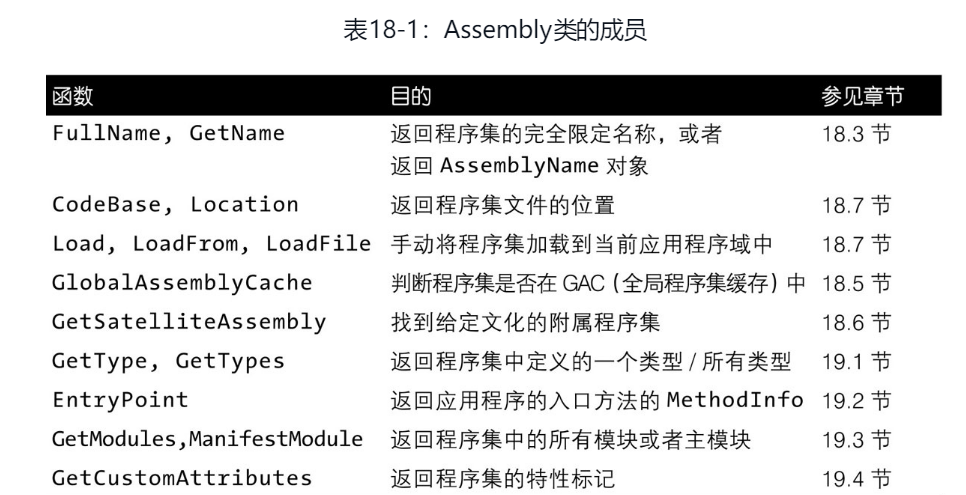 表18-1：Assembly类的成员
函数 目的 参见章节
FullName, GetName 返回程序集的完全限定名称，或者 18.3 节
返回 AssemblyName 对象
CodeBase, Location 返回程序集文件的位置 18.7 节
Load, LoadFrom, LoadFile 手动将程序集加载到当前应用程序域中 18.7 节
GlobalAssemblyCache 判断程序集是否在 GAC（全局程序集缓存）中 18.5 节
GetSatelliteAssembly 找到给定文化的附属程序集 18.6 节
GetType, GetTypes 返回程序集中定义的一个类型 / 所有类型 19.1 节
EntryPoint 返回应用程序的入口方法的 MethodInfo 19.2 节
GetModules,ManifestModule 返回程序集中的所有模块或者主模块 19.3 节
GetCustomAttributes 返回程序集的特性标记 19.4 节